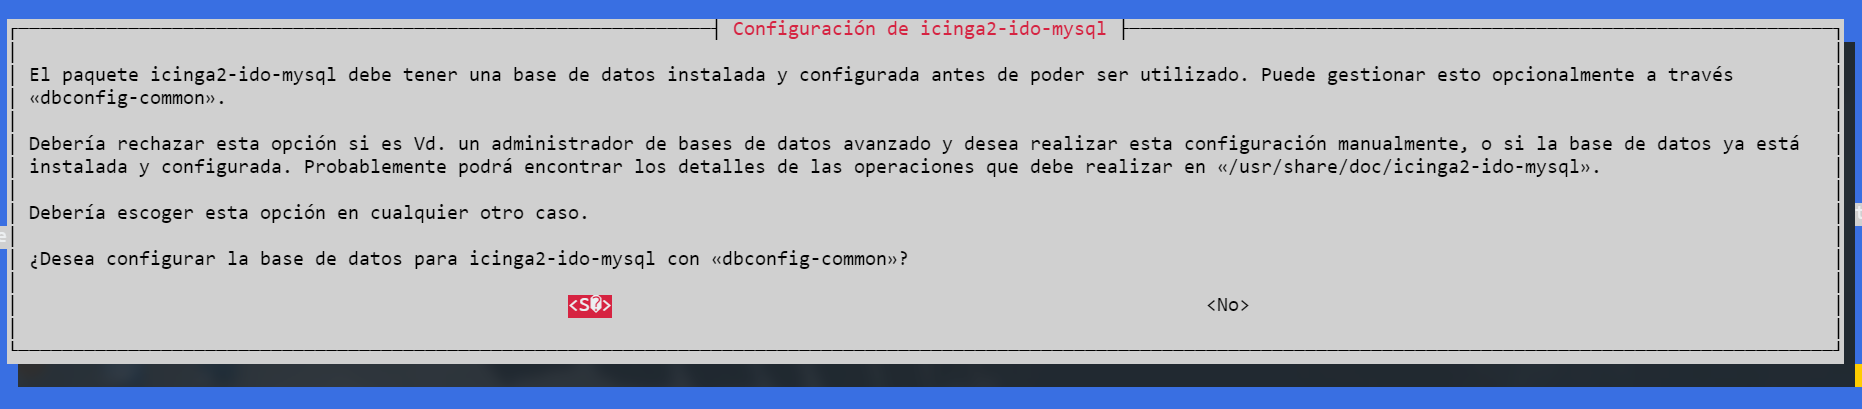 Configuración de icinga2-ido-mysql
El paquete icinga2-ido-mysql debe tener una base de datos instalada y configurada antes de poder ser utilizado. Puede gestionar esto opcionalmente a través
«dbconfig-common».
Debería rechazar esta opción si es Vd. un administrador de bases de datos avanzado y desea realizar esta configuración manualmente, o si la base de datos ya está
instalada y configurada. Probablemente podrá encontrar los detalles de las operaciones que debe realizar en «/usr/share/doc/icinga2-ido-mysql».
Debería escoger esta opción en cualquier otro caso.
¿Desea configurar la base de datos para icinga2-ido-mysql con «dbconfig-common»?
<S�> <No>